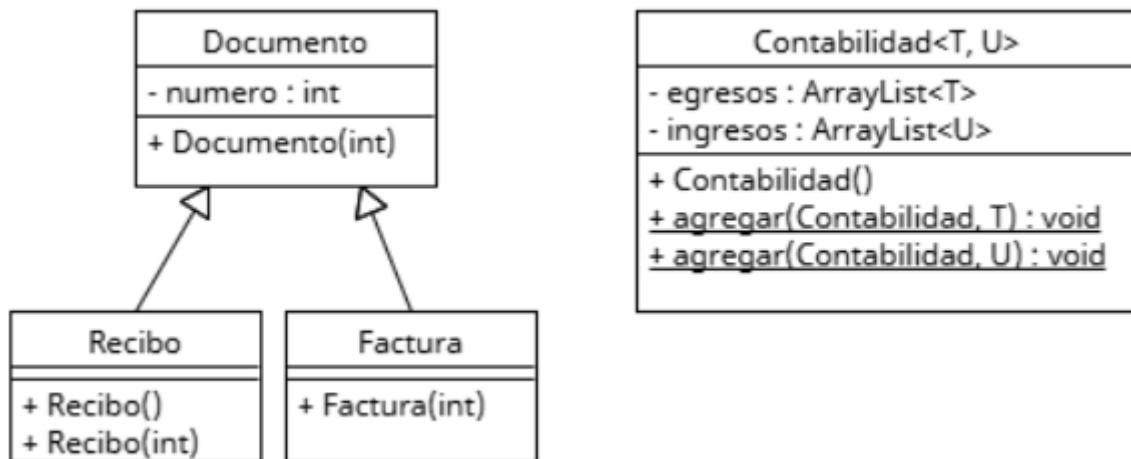 Documento
- numero : int
+ Documento(int)
Contabilidad<T, U>
- egresos : ArrayList<T>
- ingresos : ArrayList<U>
+ Contabilidad()
+ agregar(Contabilidad, T) : void
+ agregar(Contabilidad, U) : void
Recibo
+ Recibo()
+ Recibo(int)
Factura
+ Factura(int)